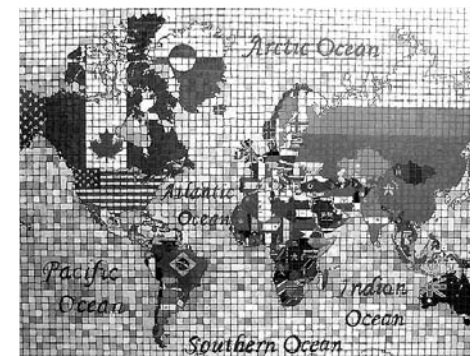 Arctic Ocean
Atlantic
Ocean
Pacific
Ocean
Indian
Ocean
Southern Ocean